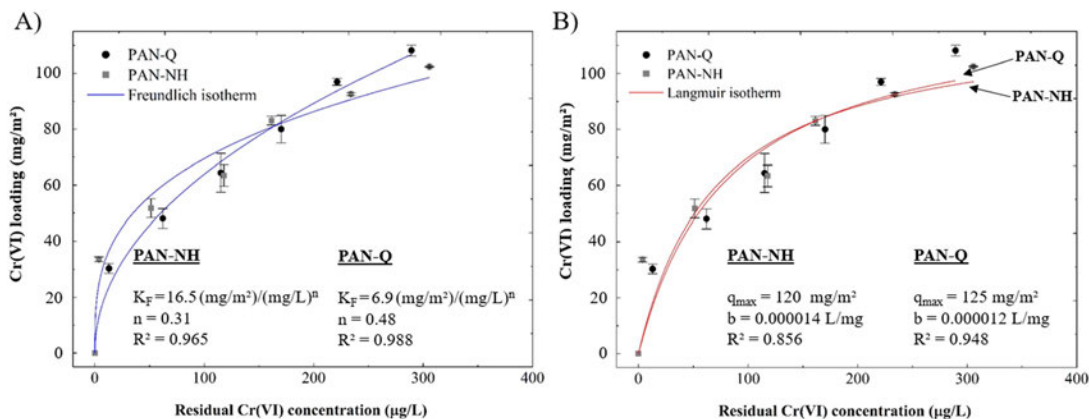 A)
PAN-Q
PAN-NH
Freundlich isotherm
Cr(VI) loading (mg/m²)
100
80
60
40
20
0
PAN-NH
K_F = 16.5 (mg/m²)/(mg/L)ⁿ
n = 0.31
R² = 0.965
PAN-Q
K_F = 6.9 (mg/m²)/(mg/L)ⁿ
n = 0.48
R² = 0.988
0 100 200 300 400
Residual Cr(VI) concentration (µg/L)
B)
PAN-Q
PAN-NH
Langmuir isotherm
PAN-Q
PAN-NH
Cr(VI) loading (mg/m²)
100
80
60
40
20
0
PAN-NH
q_max = 120 mg/m²
b = 0.000014 L/mg
R² = 0.856
PAN-Q
q_max = 125 mg/m²
b = 0.000012 L/mg
R² = 0.948
0 100 200 300 400
Residual Cr(VI) concentration (µg/L)